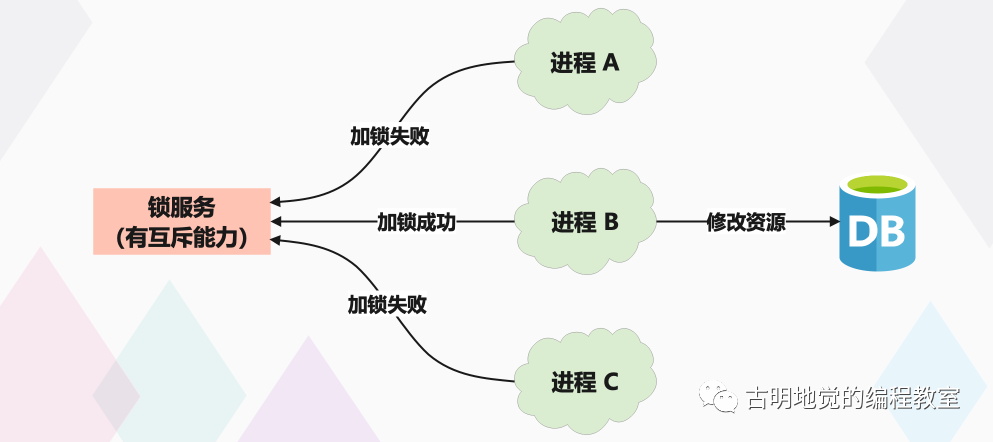 进程 A
加锁失败
锁服务
（有互斥能力）
加锁成功
进程 B
修改资源
DB
加锁失败
进程 C
古明地觉的编程教室